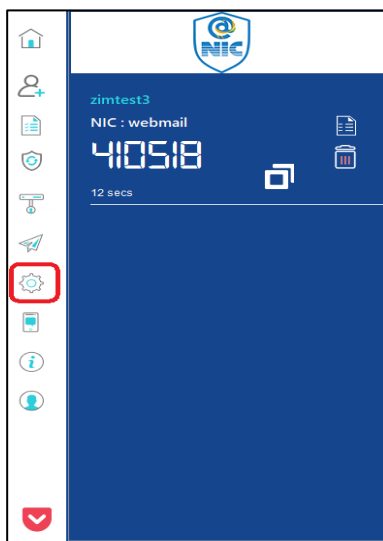 @
NIC
zimtest3
NIC : webmail
410518
12 secs
i